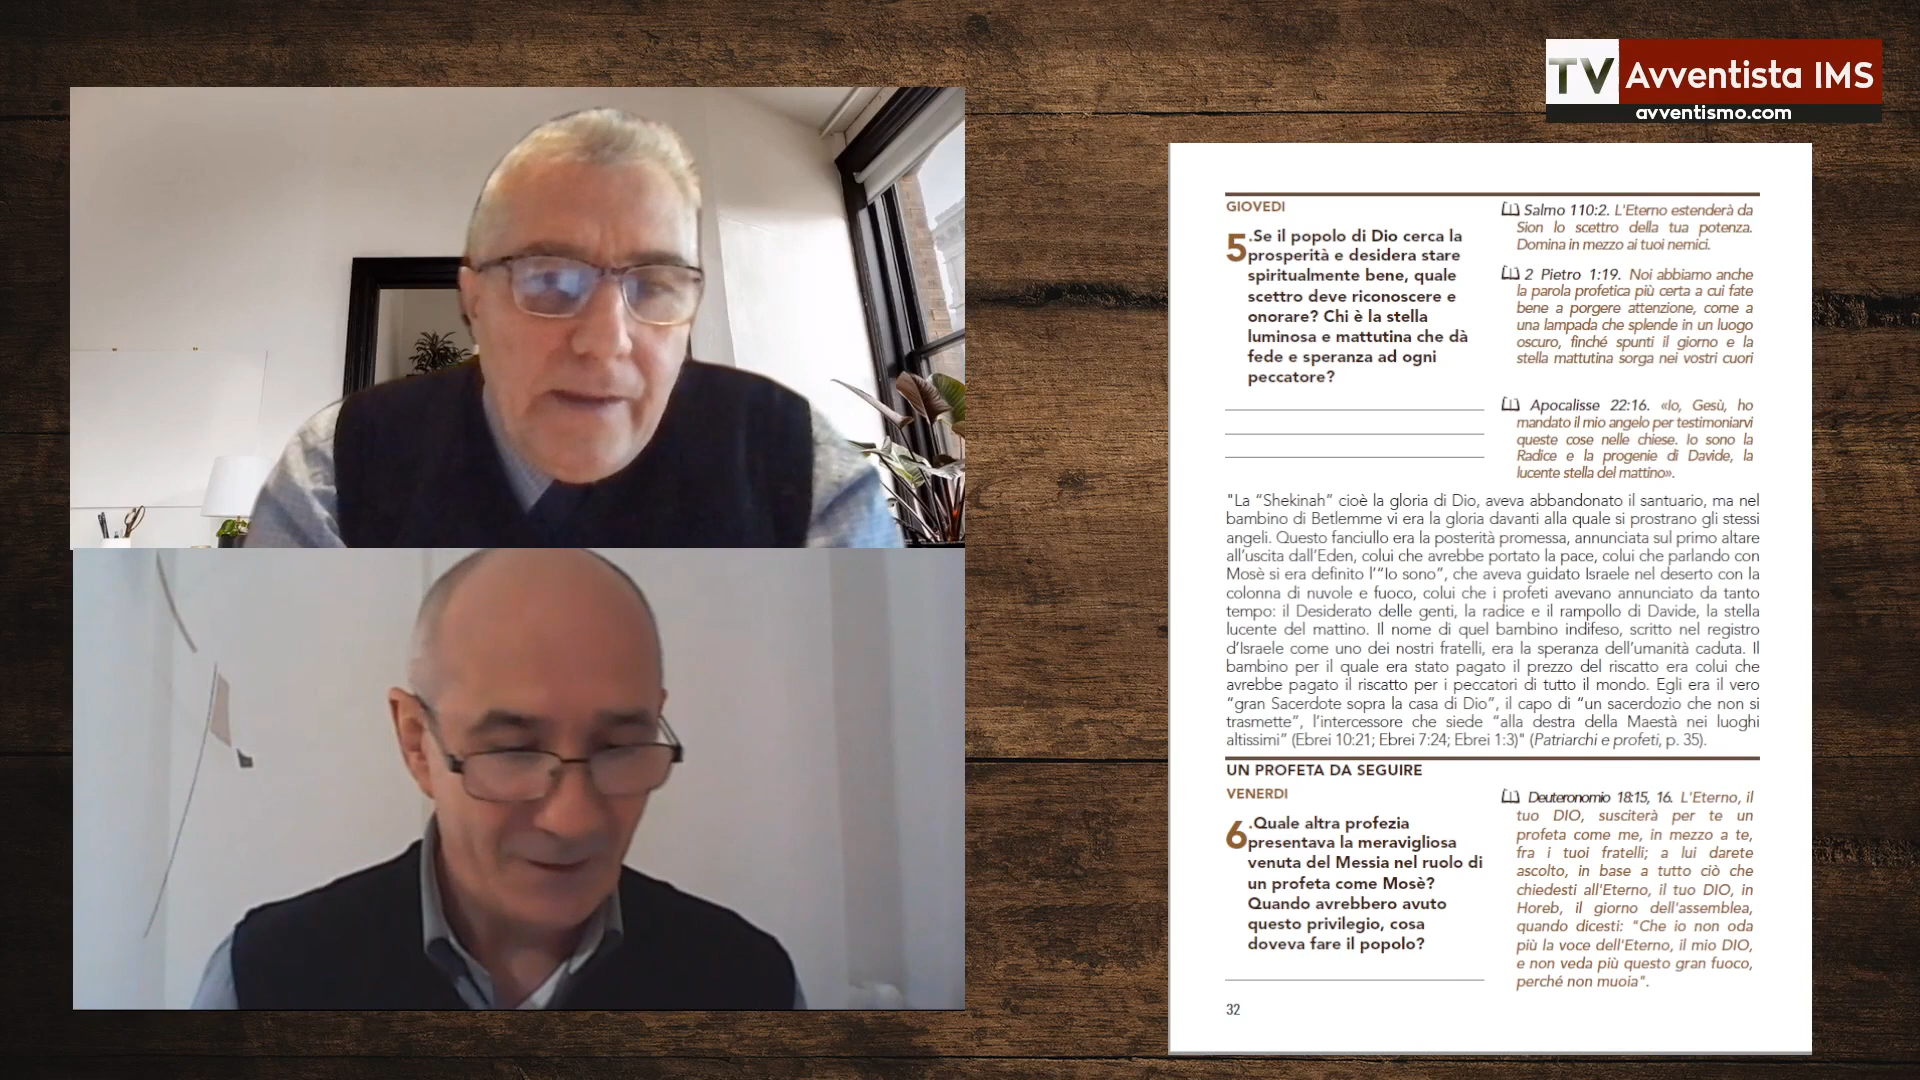 TV Avventista IMS
avventismo.com
GIOVEDI
5.Se il popolo di Dio cerca la
prosperità e desidera stare
spiritualmente bene, quale
scettro deve riconoscere e
onorare? Chi è la stella
luminosa e mattutina che dà
fede e speranza ad ogni
peccatore?
Salmo 110:2. L'Eterno estenderà da
Sion lo scettro della tua potenza.
Domina in mezzo ai tuoi nemici.
2 Pietro 1:19. Noi abbiamo anche
la parola profetica più certa a cui fate
bene a porgere attenzione, come a
una lampada che splende in un luogo
oscuro, finché spunti il giorno e la
stella mattutina sorga nei vostri cuori
Apocalisse 22:16. «Io, Gesù, ho
mandato il mio angelo per testimoniarvi
queste cose nelle chiese. Io sono la
Radice e la progenie di Davide, la
lucente stella del mattino».
"La “Shekinah” cioè la gloria di Dio, aveva abbandonato il santuario, ma nel
bambino di Betlemme vi era la gloria davanti alla quale si prostrano gli stessi
angeli. Questo fanciullo era la posterità promessa, annunciata sul primo altare
all’uscita dall’Eden, colui che avrebbe portato la pace, colui che parlando con
Mosè si era definito l’“Io sono”, che aveva guidato Israele nel deserto con la
colonna di nuvole e fuoco, colui che i profeti avevano annunciato da tanto
tempo: il Desiderato delle genti, la radice e il rampollo di Davide, la stella
lucente del mattino. Il nome di quel bambino indifeso, scritto nel registro
d’Israele come uno dei nostri fratelli, era la speranza dell’umanità caduta. Il
bambino per il quale era stato pagato il prezzo del riscatto era colui che
avrebbe pagato il riscatto per i peccatori di tutto il mondo. Egli era il vero
“gran Sacerdote sopra la casa di Dio”, il capo di “un sacerdozio che non si
trasmette”, l’intercessore che siede “alla destra della Maestà nei luoghi
altissimi” (Ebrei 10:21; Ebrei 7:24; Ebrei 1:3)" (Patriarchi e profeti, p. 35).
UN PROFETA DA SEGUIRE
VENERDI
6.Quale altra profezia
presentava la meravigliosa
venuta del Messia nel ruolo di
un profeta come Mosè?
Quando avrebbero avuto
questo privilegio, cosa
doveva fare il popolo?
Deuteronomio 18:15, 16. L'Eterno, il
tuo DIO, susciterà per te un
profeta come me, in mezzo a te,
fra i tuoi fratelli; a lui darete
ascolto, in base a tutto ciò che
chiedesti all'Eterno, il tuo DIO, in
Horeb, il giorno dell'assemblea,
quando dicesti: "Che io non oda
più la voce dell'Eterno, il mio DIO,
e non veda più questo gran fuoco,
perché non muoia".
32